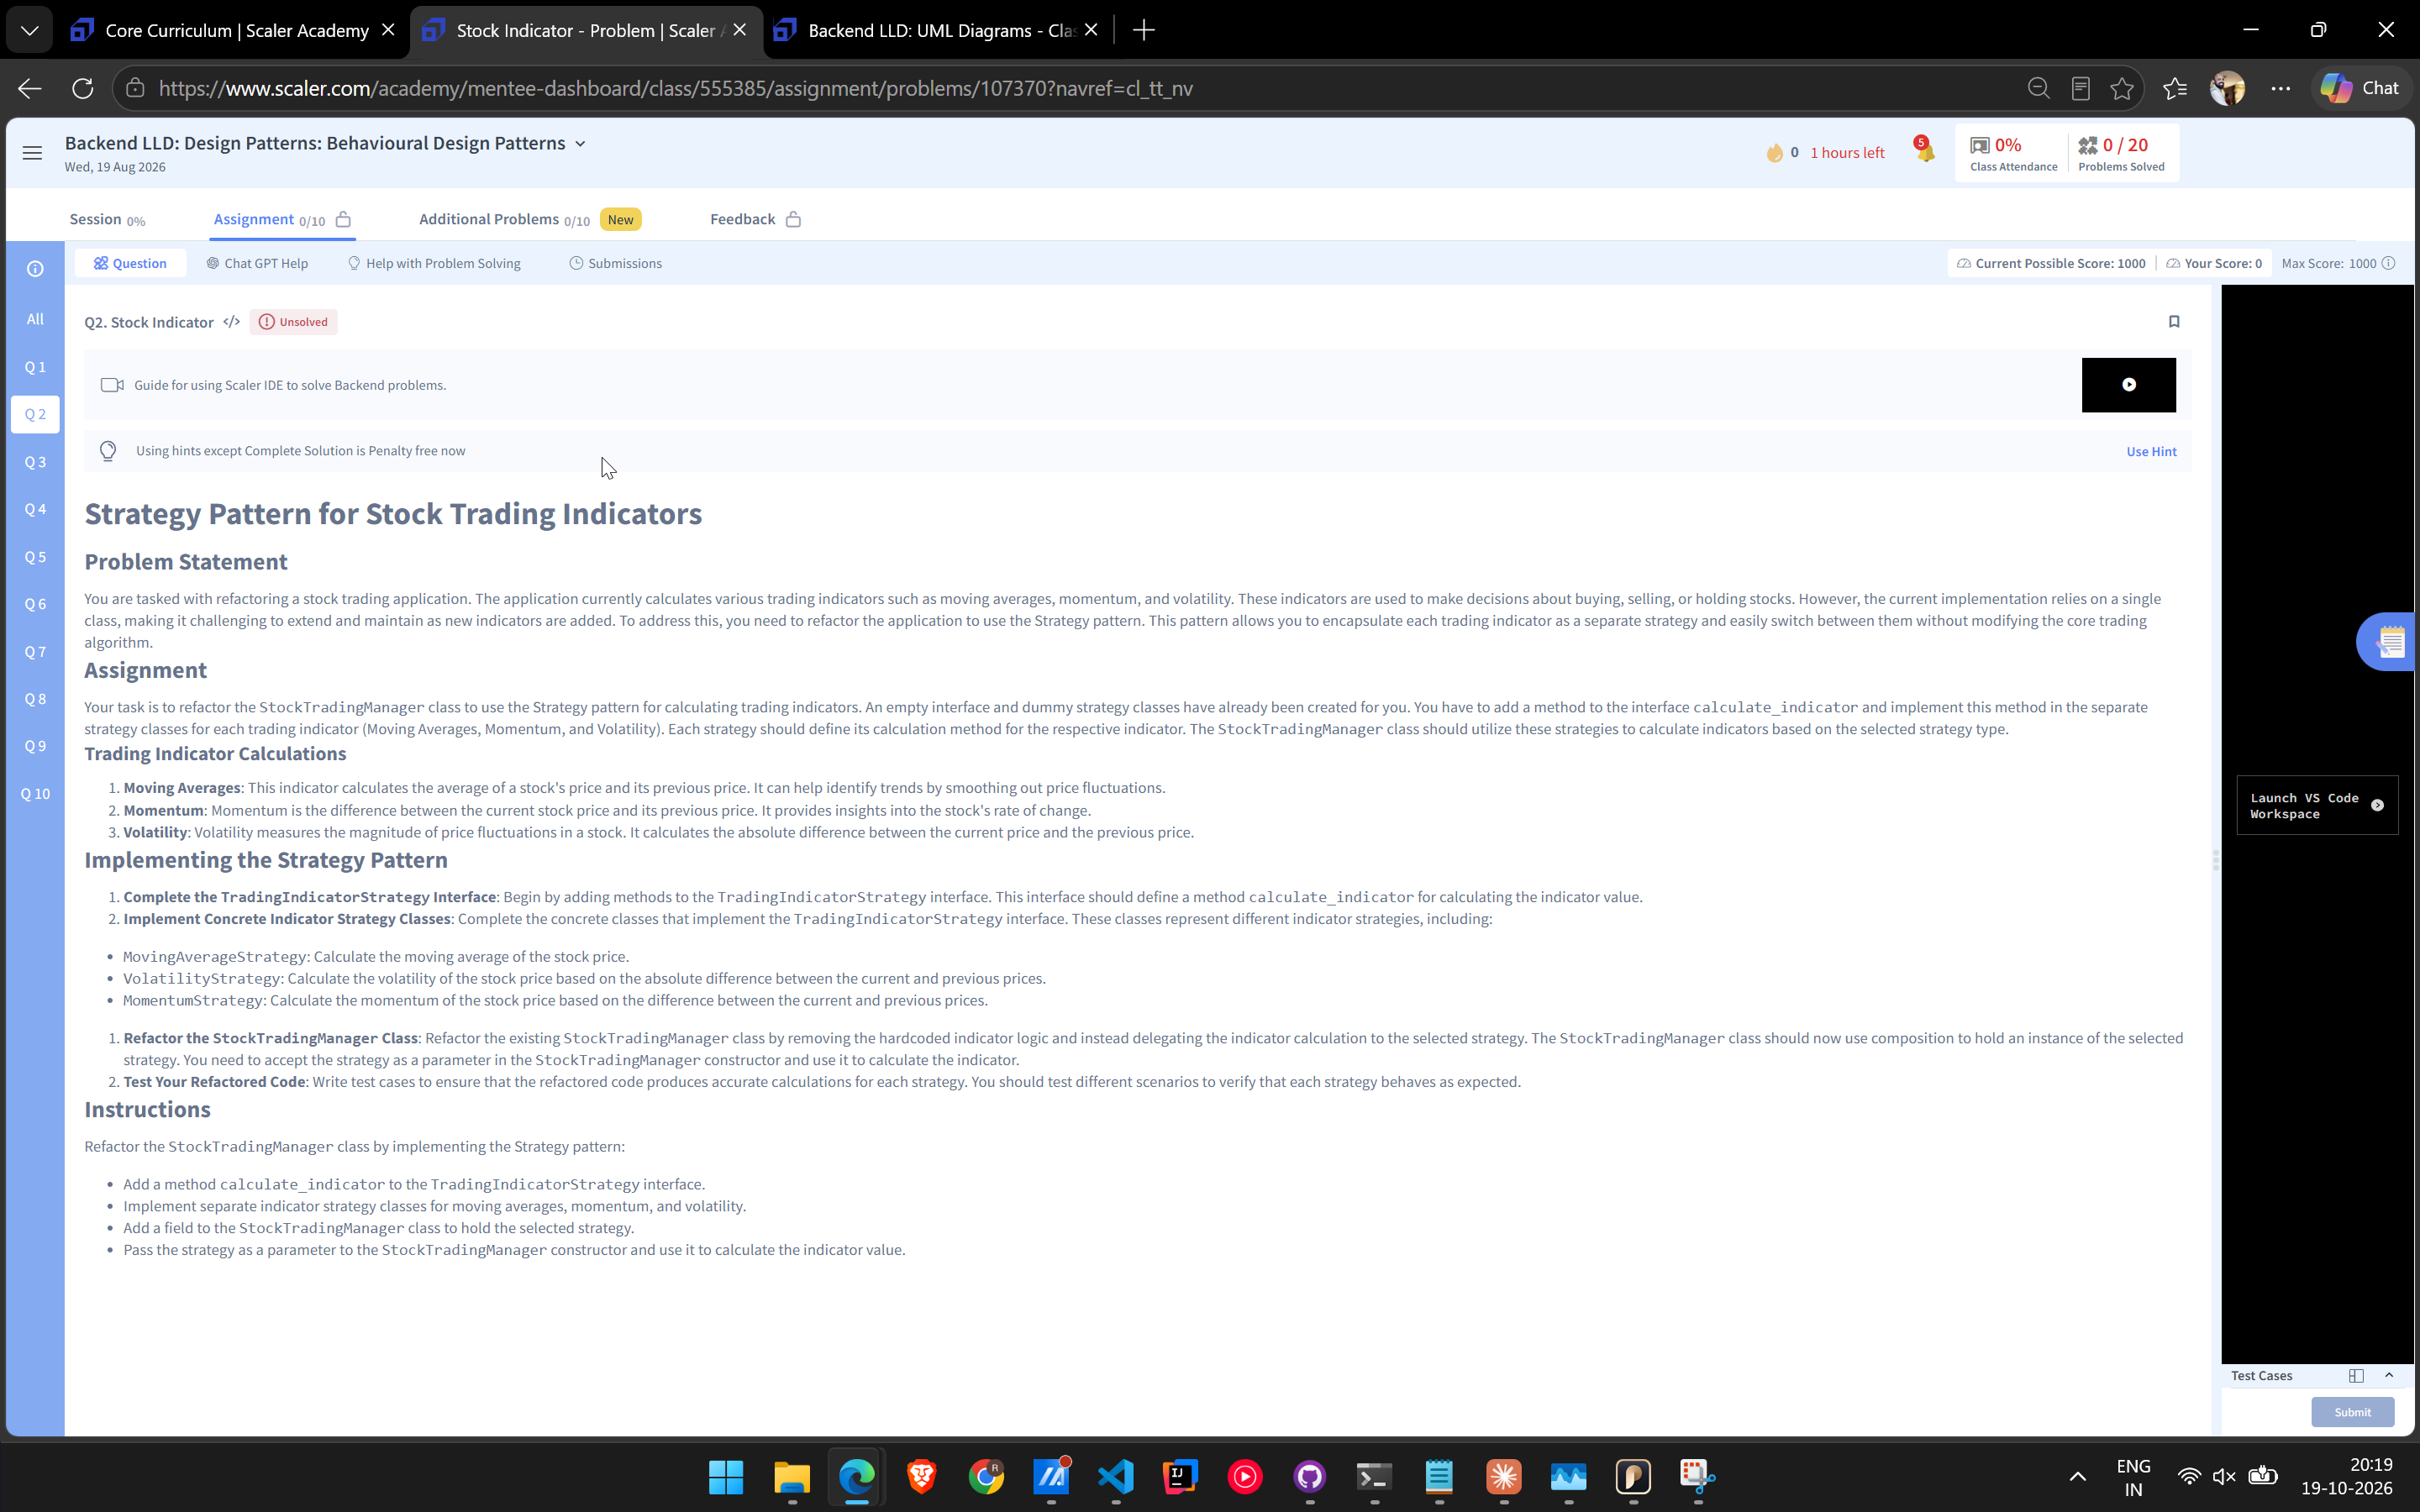 Core Curriculum | Scaler Academy
Stock Indicator - Problem | Scaler
Backend LLD: UML Diagrams - Clas
https://www.scaler.com/academy/mentee-dashboard/class/555385/assignment/problems/107370?navref=cl_tt_nv
Chat
Backend LLD: Design Patterns: Behavioural Design Patterns
Wed, 19 Aug 2026
0 1 hours left
5
0%
Class Attendance
0 / 20
Problems Solved
Session 0%
Assignment 0/10
Additional Problems 0/10 New
Feedback
Question
Chat GPT Help
Help with Problem Solving
Submissions
Current Possible Score: 1000
Your Score: 0
Max Score: 1000
All
Q 1
Q 2
Q 3
Q 4
Q 5
Q 6
Q 7
Q 8
Q 9
Q 10
Q2. Stock Indicator </> Unsolved
Guide for using Scaler IDE to solve Backend problems.
Using hints except Complete Solution is Penalty free now
Use Hint
Strategy Pattern for Stock Trading Indicators
Problem Statement
You are tasked with refactoring a stock trading application. The application currently calculates various trading indicators such as moving averages, momentum, and volatility. These indicators are used to make decisions about buying, selling, or holding stocks. However, the current implementation relies on a single
class, making it challenging to extend and maintain as new indicators are added. To address this, you need to refactor the application to use the Strategy pattern. This pattern allows you to encapsulate each trading indicator as a separate strategy and easily switch between them without modifying the core trading
algorithm.
Assignment
Your task is to refactor the StockTradingManager class to use the Strategy pattern for calculating trading indicators. An empty interface and dummy strategy classes have already been created for you. You have to add a method to the interface calculate_indicator and implement this method in the separate
strategy classes for each trading indicator (Moving Averages, Momentum, and Volatility). Each strategy should define its calculation method for the respective indicator. The StockTradingManager class should utilize these strategies to calculate indicators based on the selected strategy type.
Trading Indicator Calculations
1. Moving Averages: This indicator calculates the average of a stock's price and its previous price. It can help identify trends by smoothing out price fluctuations.
2. Momentum: Momentum is the difference between the current stock price and its previous price. It provides insights into the stock's rate of change.
3. Volatility: Volatility measures the magnitude of price fluctuations in a stock. It calculates the absolute difference between the current price and the previous price.
Implementing the Strategy Pattern
1. Complete the TradingIndicatorStrategy Interface: Begin by adding methods to the TradingIndicatorStrategy interface. This interface should define a method calculate_indicator for calculating the indicator value.
2. Implement Concrete Indicator Strategy Classes: Complete the concrete classes that implement the TradingIndicatorStrategy interface. These classes represent different indicator strategies, including:
• MovingAverageStrategy: Calculate the moving average of the stock price.
• VolatilityStrategy: Calculate the volatility of the stock price based on the absolute difference between the current and previous prices.
• MomentumStrategy: Calculate the momentum of the stock price based on the difference between the current and previous prices.
1. Refactor the StockTradingManager Class: Refactor the existing StockTradingManager class by removing the hardcoded indicator logic and instead delegating the indicator calculation to the selected strategy. The StockTradingManager class should now use composition to hold an instance of the selected
strategy. You need to accept the strategy as a parameter in the StockTradingManager constructor and use it to calculate the indicator.
2. Test Your Refactored Code: Write test cases to ensure that the refactored code produces accurate calculations for each strategy. You should test different scenarios to verify that each strategy behaves as expected.
Instructions
Refactor the StockTradingManager class by implementing the Strategy pattern:
• Add a method calculate_indicator to the TradingIndicatorStrategy interface.
• Implement separate indicator strategy classes for moving averages, momentum, and volatility.
• Add a field to the StockTradingManager class to hold the selected strategy.
• Pass the strategy as a parameter to the StockTradingManager constructor and use it to calculate the indicator value.
Launch VS Code
Workspace
Test Cases
Submit
R
IJ
ENG
IN
20:19
19-10-2026